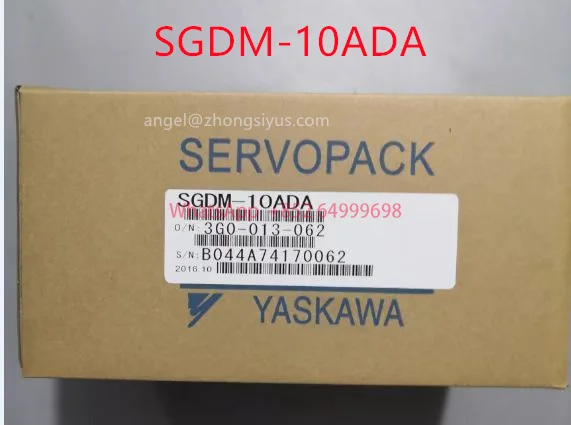 SGDM-10ADA
angel@zhongsiyus.com
SERVOPACK
SGDM-10ADA
O/N: 3G0-013-062
64999698
S/N: B044A74170062
2016.10
YASKAWA